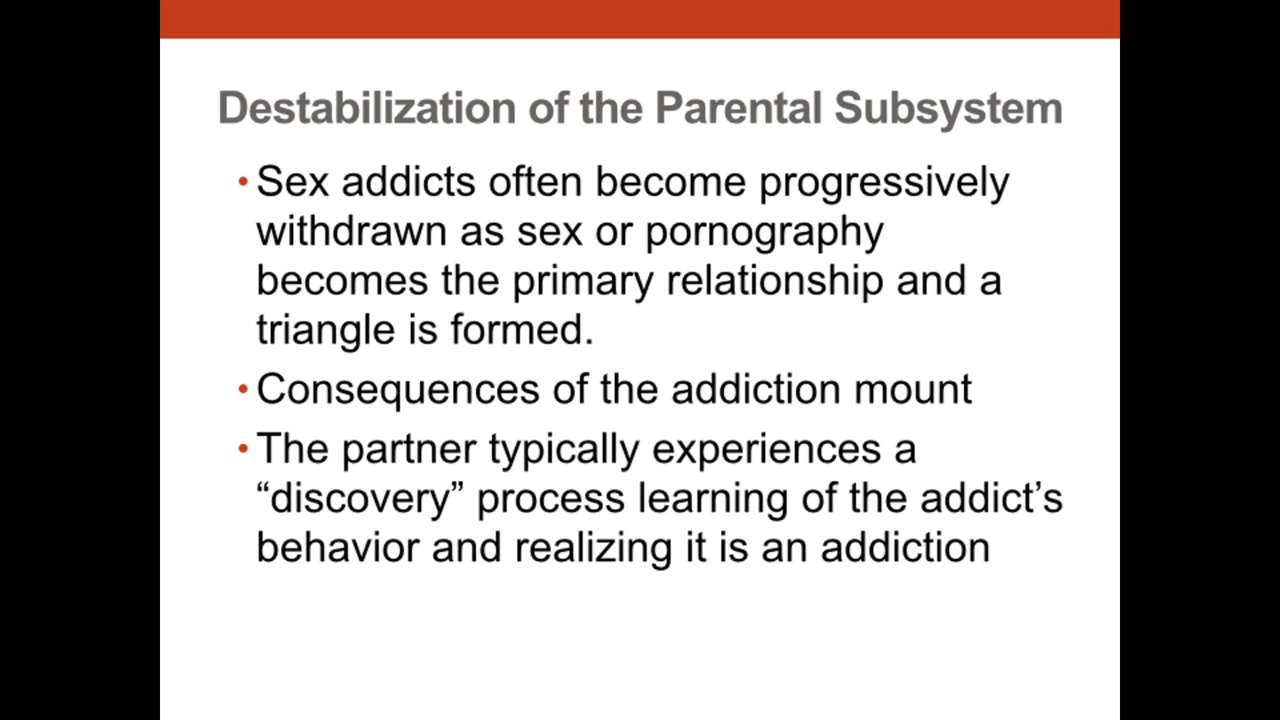 Destabilization of the Parental Subsystem
• Sex addicts often become progressively
withdrawn as sex or pornography
becomes the primary relationship and a
triangle is formed.
• Consequences of the addiction mount
• The partner typically experiences a
“discovery” process learning of the addict’s
behavior and realizing it is an addiction